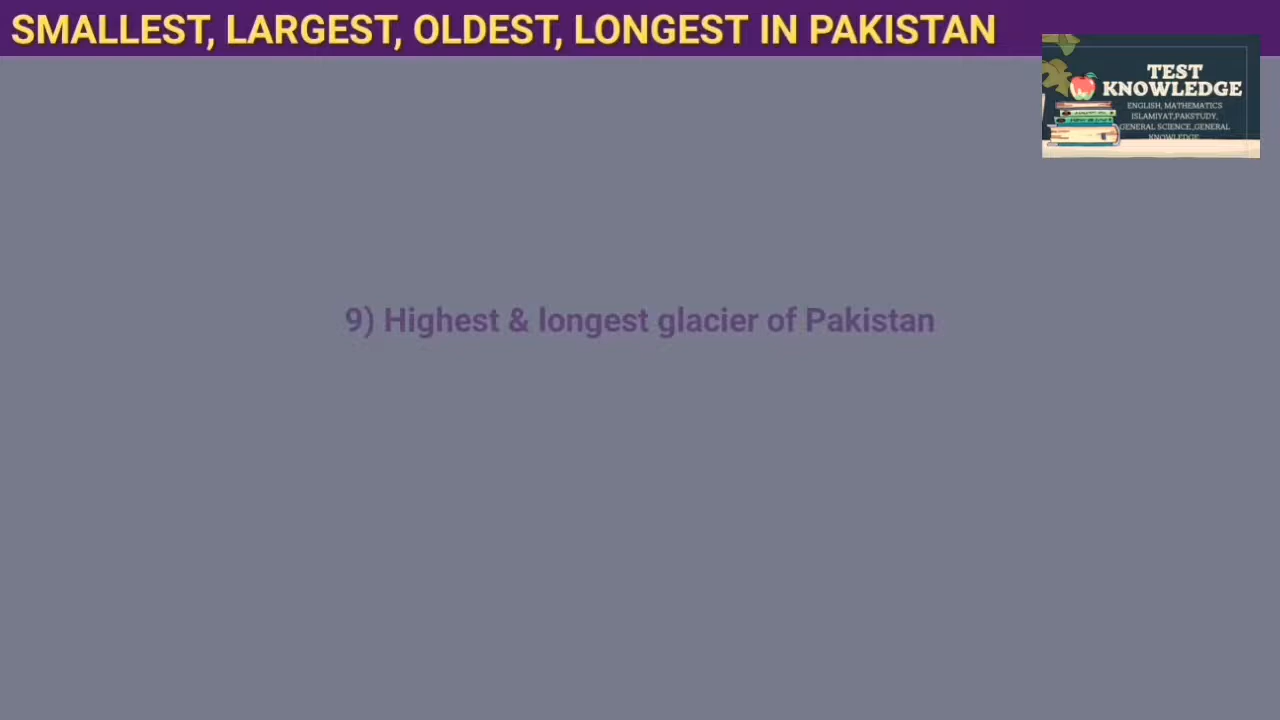 SMALLEST, LARGEST, OLDEST, LONGEST IN PAKISTAN
TEST
KNOWLEDGE
ENGLISH, MATHEMATICS
ISLAMIYAT,PAKSTUDY,
GENERAL SCIENCE,,GENERAL
KNOWLEDGE
9) Highest & longest glacier of Pakistan